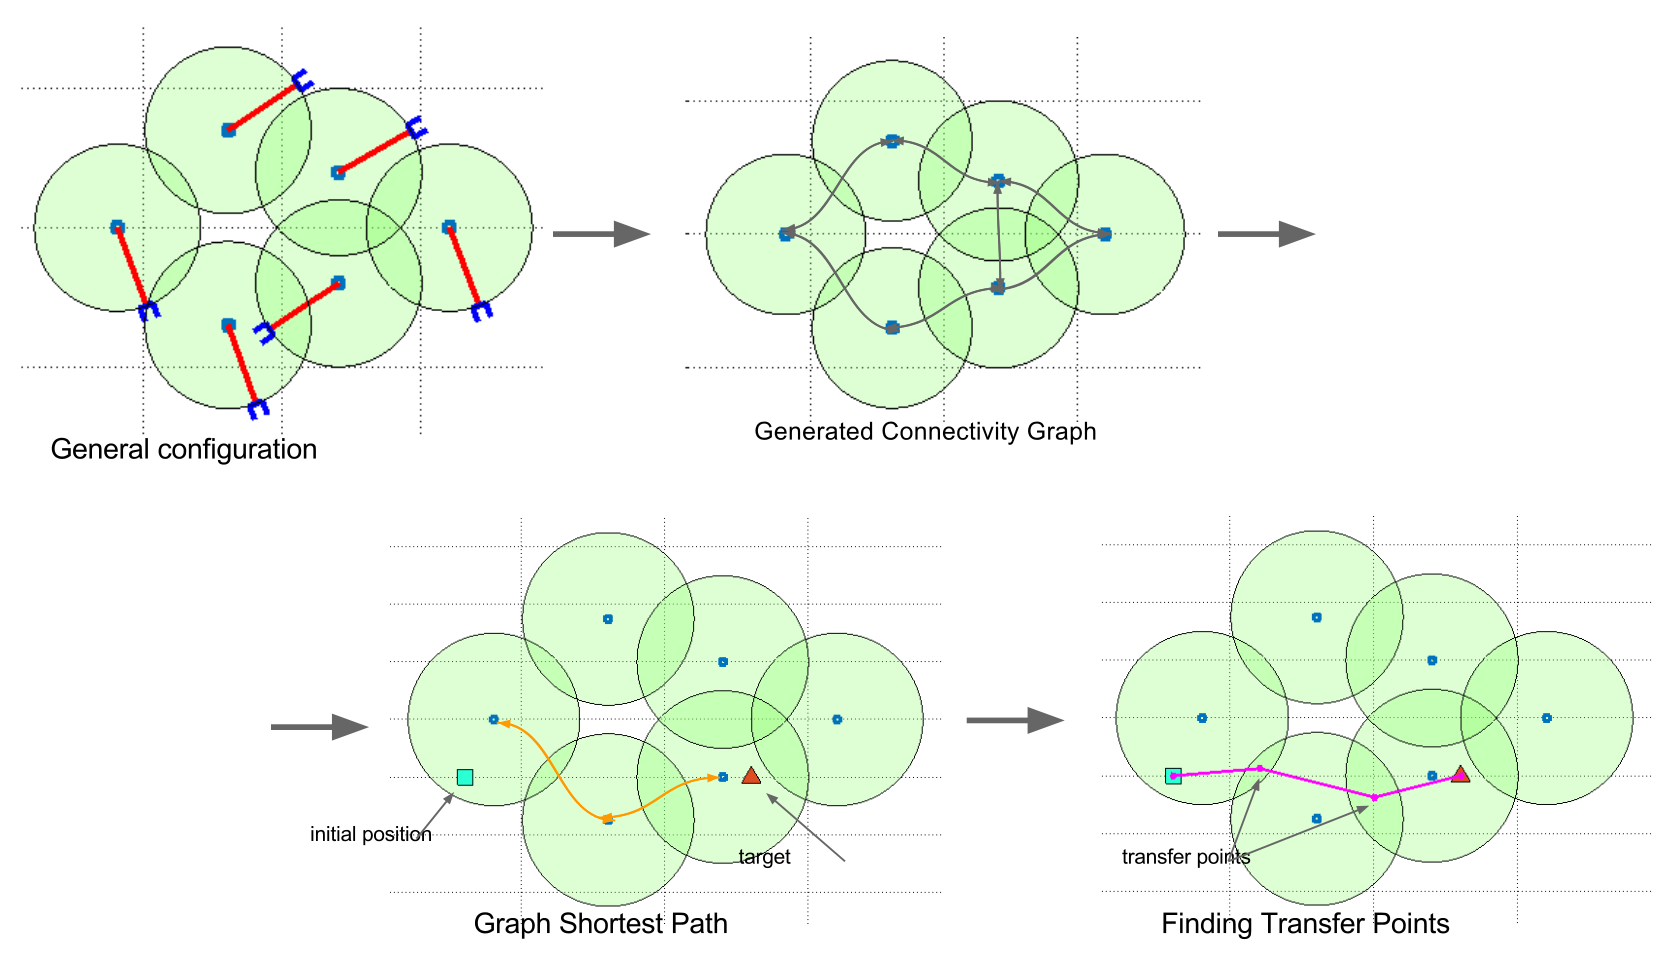 General configuration
Generated Connectivity Graph
initial position
target
Graph Shortest Path
transfer points
Finding Transfer Points